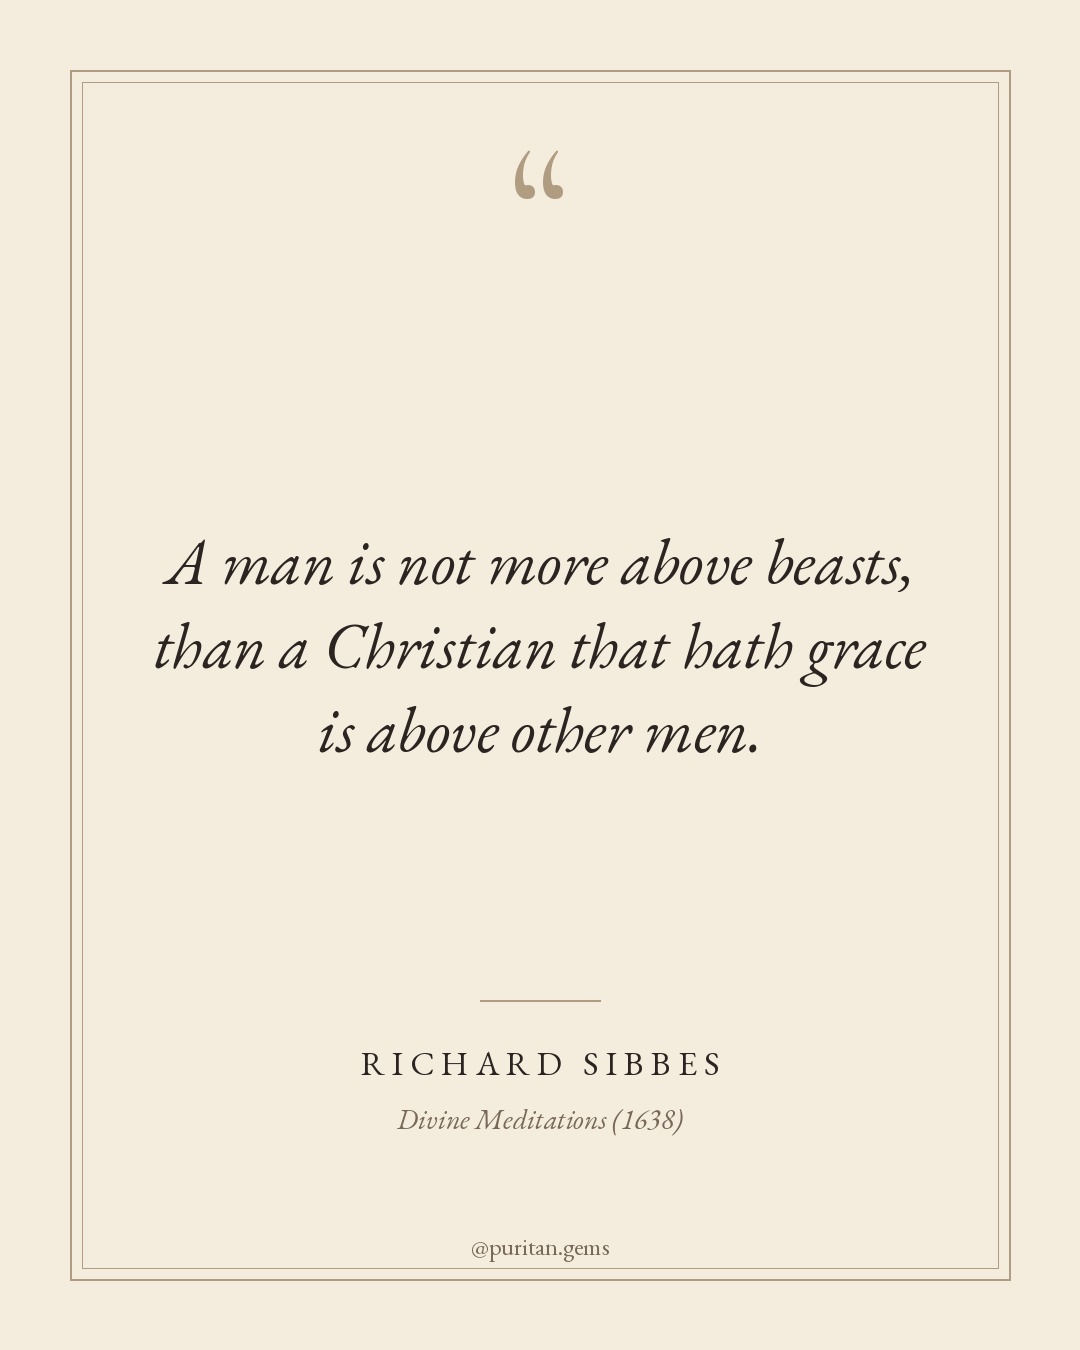 “
A man is not more above beasts,
than a Christian that hath grace
is above other men.
RICHARD SIBBES
Divine Meditations (1638)
@puritan.gems